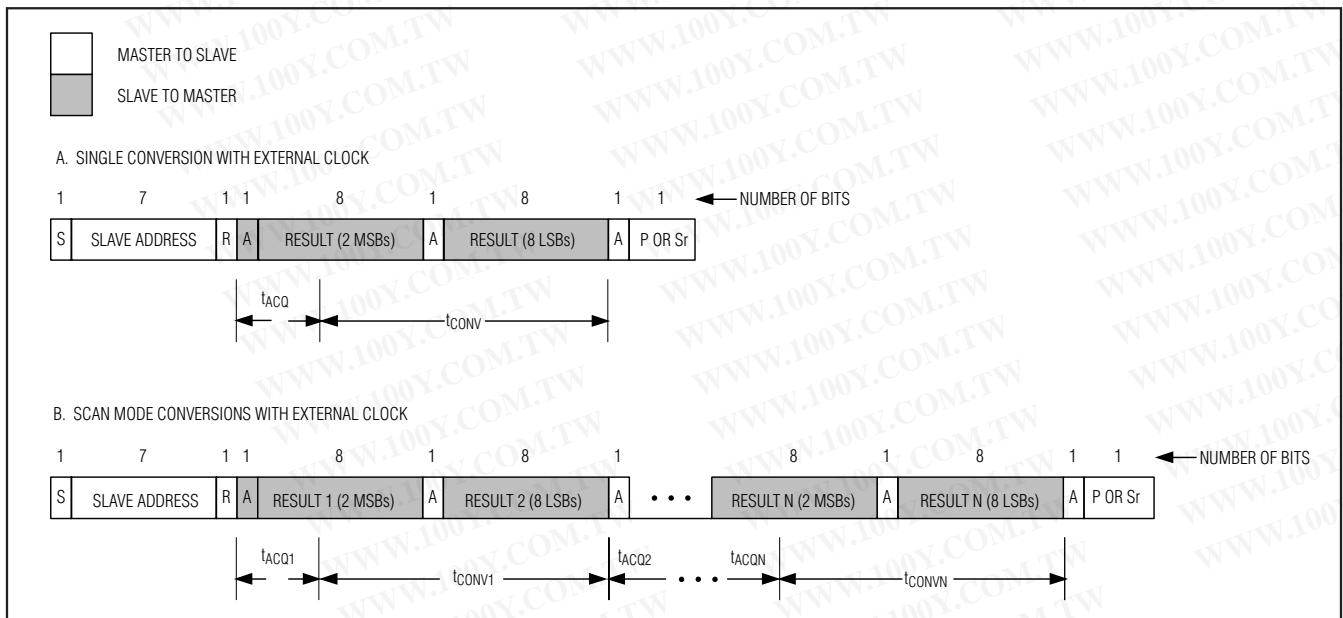 MASTER TO SLAVE
SLAVE TO MASTER
A. SINGLE CONVERSION WITH EXTERNAL CLOCK
1 7 1 1 8 1 8 1 1 NUMBER OF BITS
S SLAVE ADDRESS R A RESULT (2 MSBs) A RESULT (8 LSBs) A P OR Sr
tACQ tCONV
B. SCAN MODE CONVERSIONS WITH EXTERNAL CLOCK
1 7 1 1 8 1 8 1 8 1 8 1 1 NUMBER OF BITS
S SLAVE ADDRESS R A RESULT 1 (2 MSBs) A RESULT 2 (8 LSBs) A • • • RESULT N (2 MSBs) A RESULT N (8 LSBs) A P OR Sr
tACQ1 tCONV1 tACQ2 • • • tACQN tCONVN
WWW.100Y.COM.TW